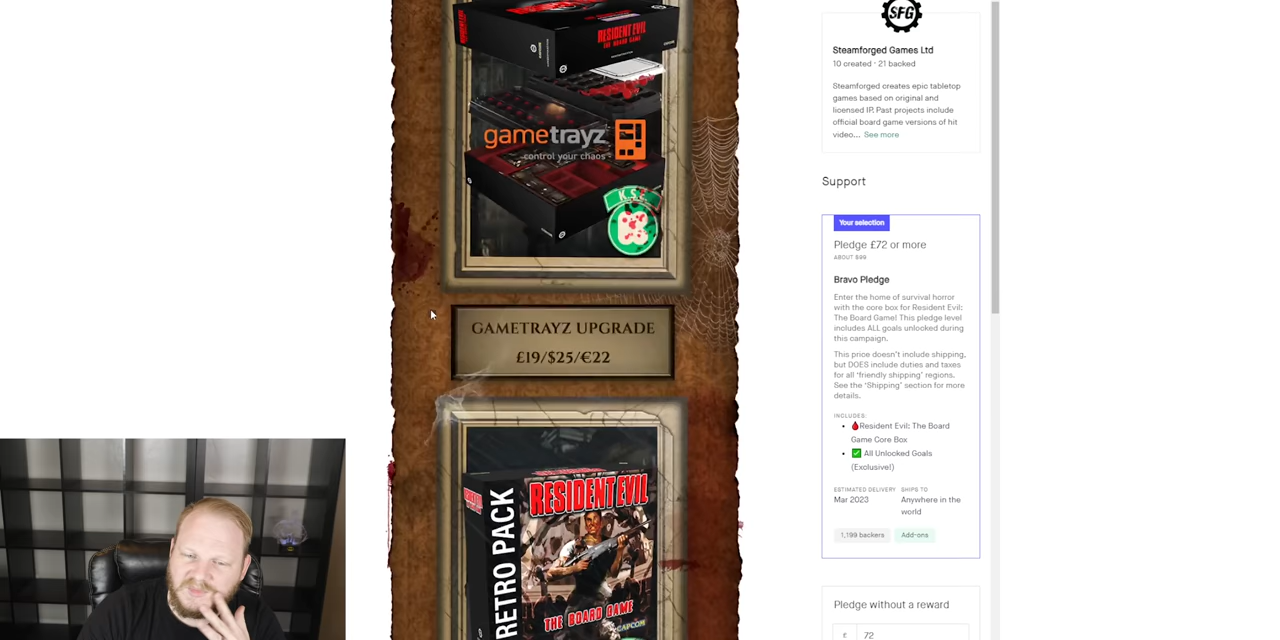 RESIDENT EVIL
THE BOARD GAME
gametrayz
control your chaos
K.S.
GAMETRAYZ UPGRADE
£19/$25/€22
RETRO PACK
RESIDENT EVIL
THE BOARD GAME
CAPCOM
SFG
Steamforged Games Ltd
10 created · 21 backed
Steamforged creates epic tabletop
games based on original and
licensed IP. Past projects include
official board game versions of hit
video... See more
Support
Your selection
Pledge £72 or more
ABOUT $99
Bravo Pledge
Enter the home of survival horror
with the core box for Resident Evil:
The Board Game! This pledge level
includes ALL goals unlocked during
this campaign.
This price doesn't include shipping,
but DOES include duties and taxes
for all 'friendly shipping' regions.
See the 'Shipping' section for more
details.
INCLUDES:
• 🩸Resident Evil: The Board
Game Core Box
• ✅ All Unlocked Goals
(Exclusive!)
ESTIMATED DELIVERY SHIPS TO
Mar 2023 Anywhere in the
world
1,199 backers Add-ons
Pledge without a reward
£ 72